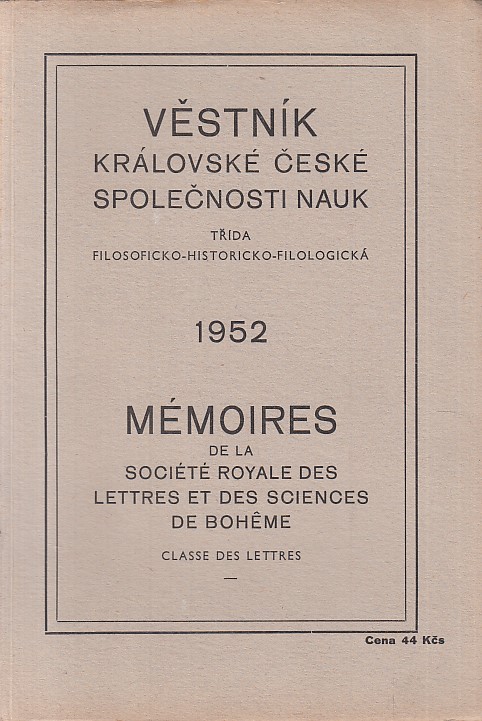 VĚSTNÍK
KRÁLOVSKÉ ČESKÉ
SPOLEČNOSTI NAUK
TŘÍDA
FILOSOFICKO-HISTORICKO-FILOLOGICKÁ
1952
MÉMOIRES
DE LA
SOCIÉTÉ ROYALE DES
LETTRES ET DES SCIENCES
DE BOHÊME
CLASSE DES LETTRES
—
Cena 44 Kčs